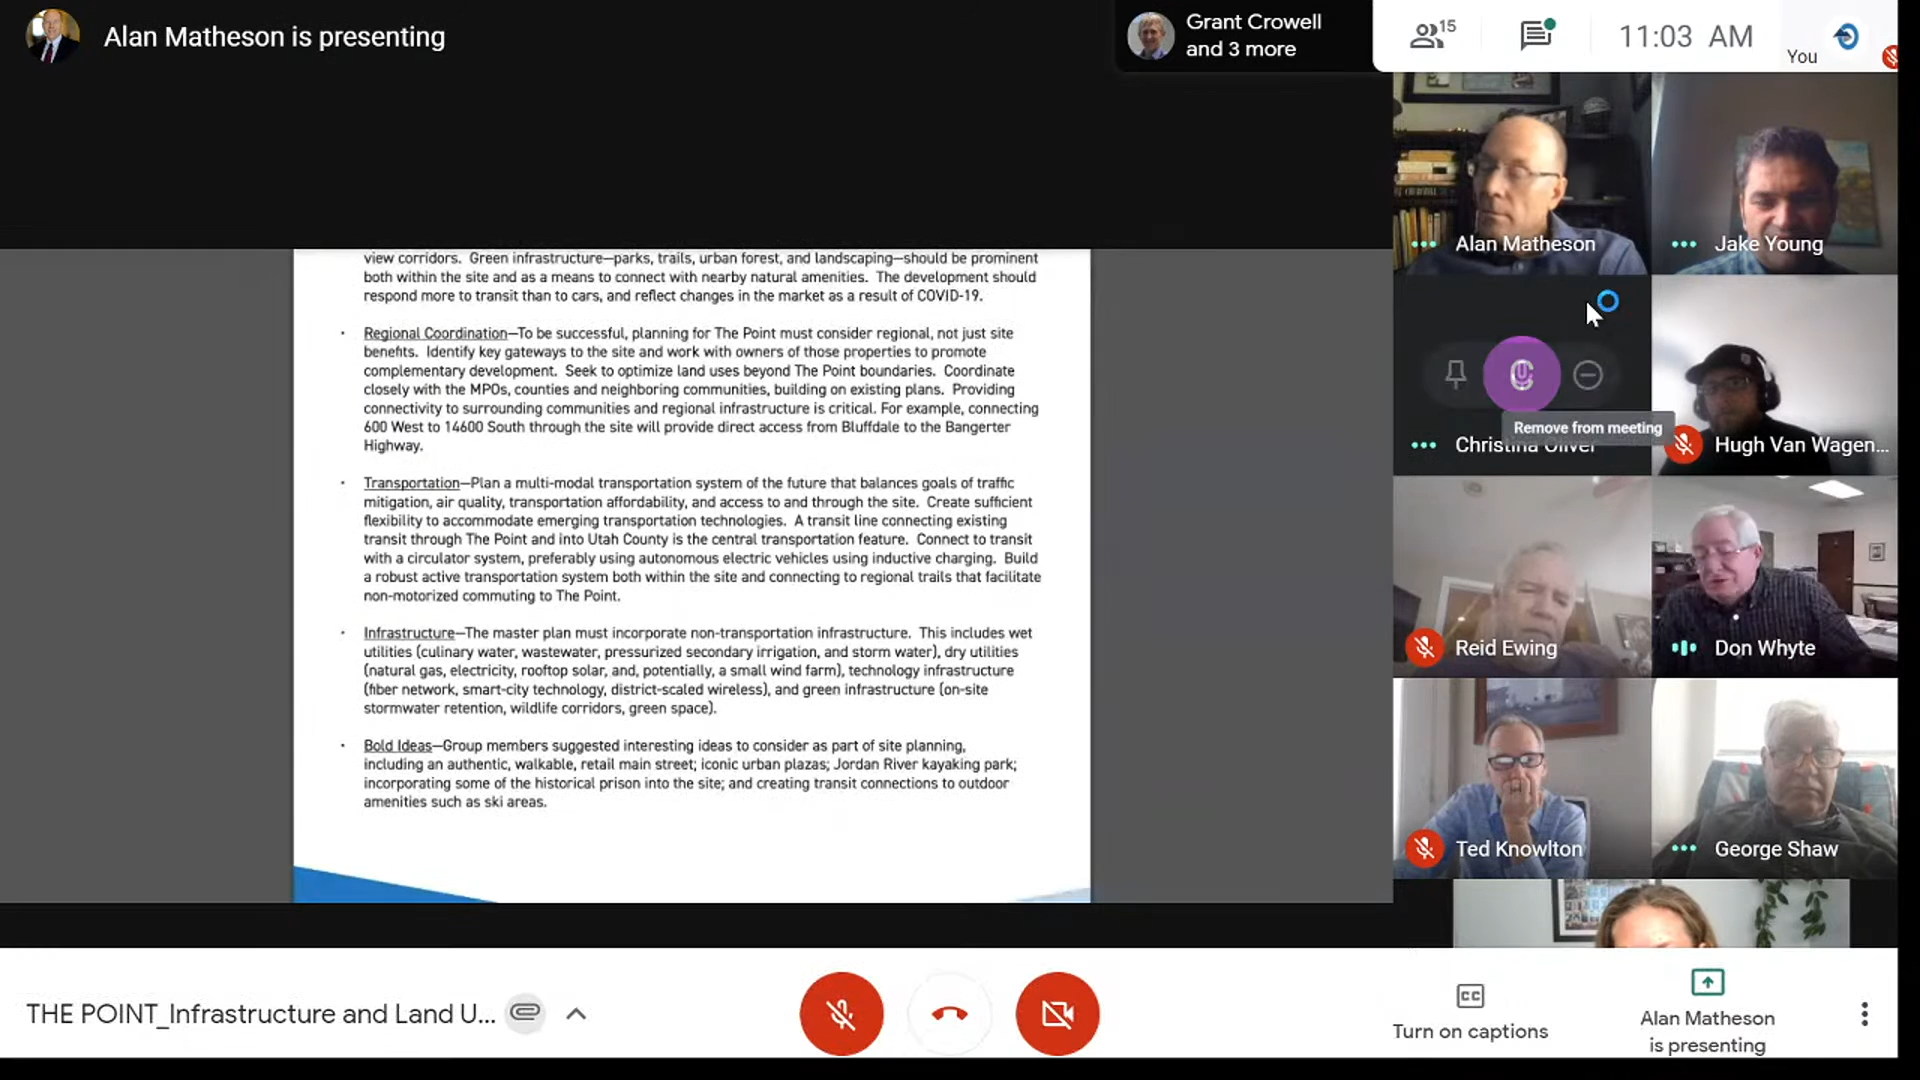 Alan Matheson is presenting
Grant Crowell
and 3 more
15
11:03 AM
You
Alan Matheson
Jake Young
Remove from meeting
Christina Oliver
Hugh Van Wagen...
Reid Ewing
Don Whyte
Ted Knowlton
George Shaw
view corridors. Green infrastructure—parks, trails, urban forest, and landscaping—should be prominent
both within the site and as a means to connect with nearby natural amenities. The development should
respond more to transit than to cars, and reflect changes in the market as a result of COVID-19.
· Regional Coordination—To be successful, planning for The Point must consider regional, not just site
benefits. Identify key gateways to the site and work with owners of those properties to promote
complementary development. Seek to optimize land uses beyond The Point boundaries. Coordinate
closely with the MPOs, counties and neighboring communities, building on existing plans. Providing
connectivity to surrounding communities and regional infrastructure is critical. For example, connecting
600 West to 14600 South through the site will provide direct access from Bluffdale to the Bangerter
Highway.
· Transportation—Plan a multi-modal transportation system of the future that balances goals of traffic
mitigation, air quality, transportation affordability, and access to and through the site. Create sufficient
flexibility to accommodate emerging transportation technologies. A transit line connecting existing
transit through The Point and into Utah County is the central transportation feature. Connect to transit
with a circulator system, preferably using autonomous electric vehicles using inductive charging. Build
a robust active transportation system both within the site and connecting to regional trails that facilitate
non-motorized commuting to The Point.
· Infrastructure—The master plan must incorporate non-transportation infrastructure. This includes wet
utilities (culinary water, wastewater, pressurized secondary irrigation, and storm water), dry utilities
(natural gas, electricity, rooftop solar, and, potentially, a small wind farm), technology infrastructure
(fiber network, smart-city technology, district-scaled wireless), and green infrastructure (on-site
stormwater retention, wildlife corridors, green space).
· Bold Ideas—Group members suggested interesting ideas to consider as part of site planning,
including an authentic, walkable, retail main street; iconic urban plazas; Jordan River kayaking park;
incorporating some of the historical prison into the site; and creating transit connections to outdoor
amenities such as ski areas.
THE POINT_Infrastructure and Land U...
CC
Turn on captions
Alan Matheson
is presenting